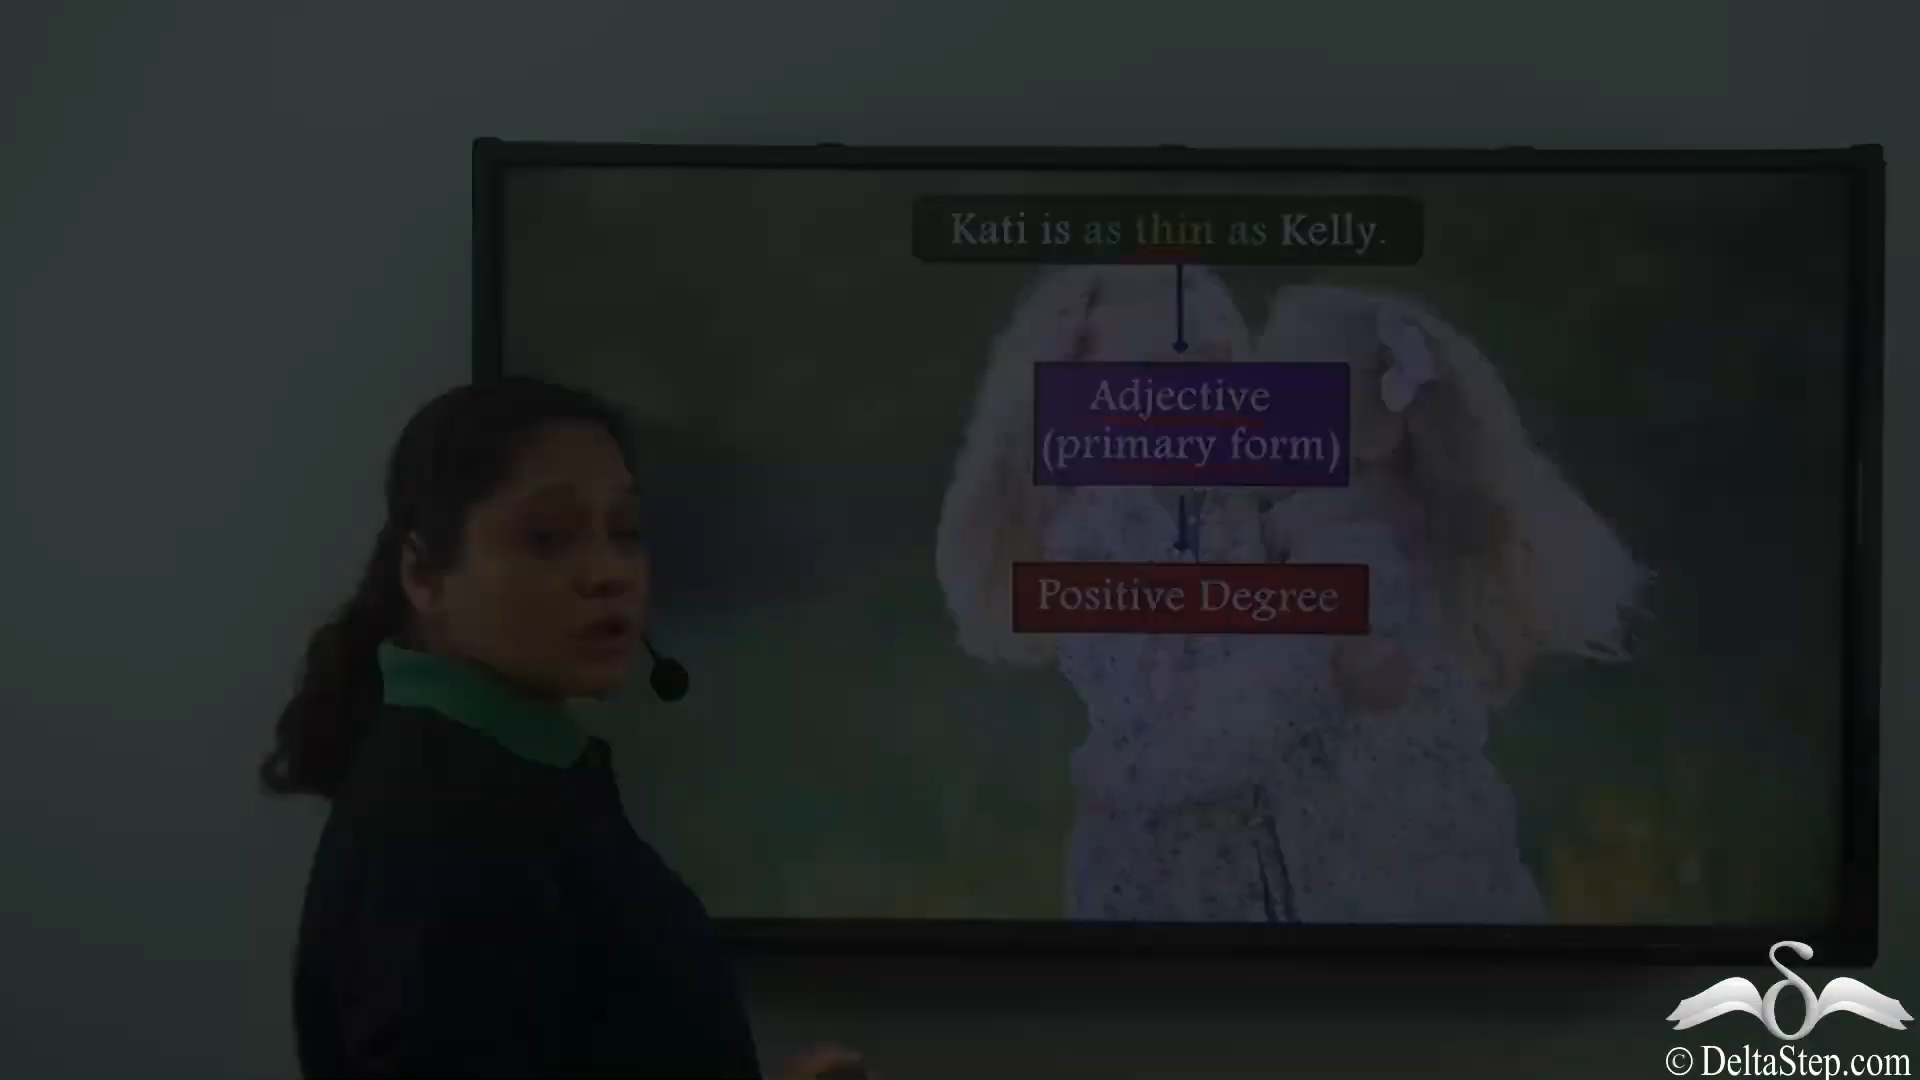 Kati is as thin as Kelly.
Adjective
(primary form)
Positive Degree
© DeltaStep.com